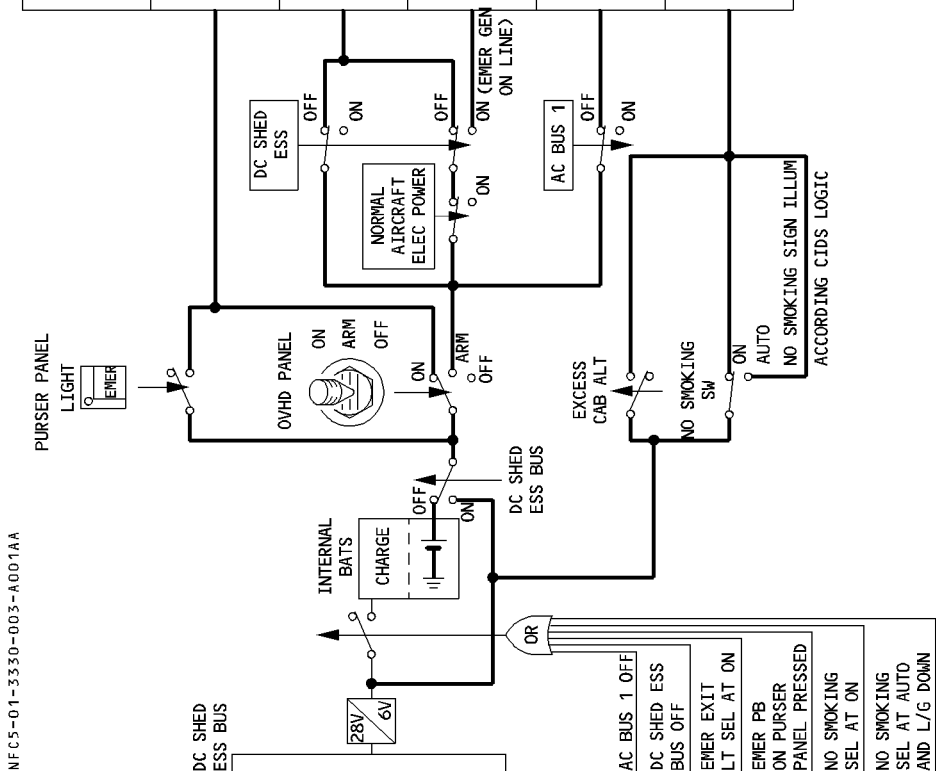 NFC5-01-3330-003-A001AA
PURSER PANEL
LIGHT
EMER
OVHD PANEL
ON
ARM
OFF
ON
ARM
OFF
DC SHED
ESS
OFF
ON
OFF
ON (EMER GEN
ON LINE)
NORMAL
AIRCRAFT
ELEC POWER
ON
AC BUS 1
OFF
ON
EXCESS
CAB ALT
NO SMOKING
SW
ON
AUTO
NO SMOKING SIGN ILLUM
ACCORDING CIDS LOGIC
INTERNAL
BATS
CHARGE
OFF
ON
DC SHED
ESS BUS
DC SHED
ESS BUS
28V
6V
OR
AC BUS 1 OFF
DC SHED ESS
BUS OFF
EMER EXIT
LT SEL AT ON
EMER PB
ON PURSER
PANEL PRESSED
NO SMOKING
SEL AT ON
NO SMOKING
SEL AT AUTO
AND L/G DOWN